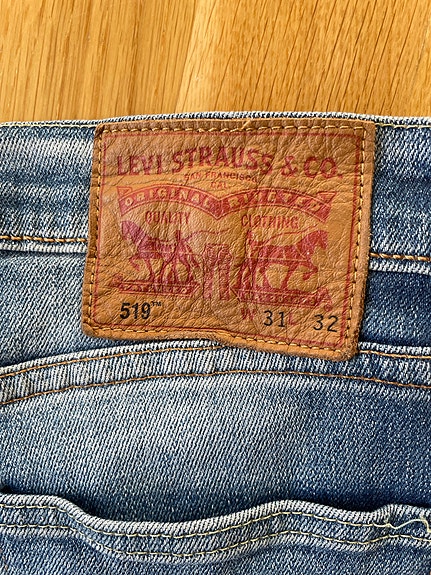 LEVI STRAUSS & CO.
SAN FRANCISCO
CAL
ORIGINAL RIVETED
QUALITY CLOTHING
519™ W 31 32